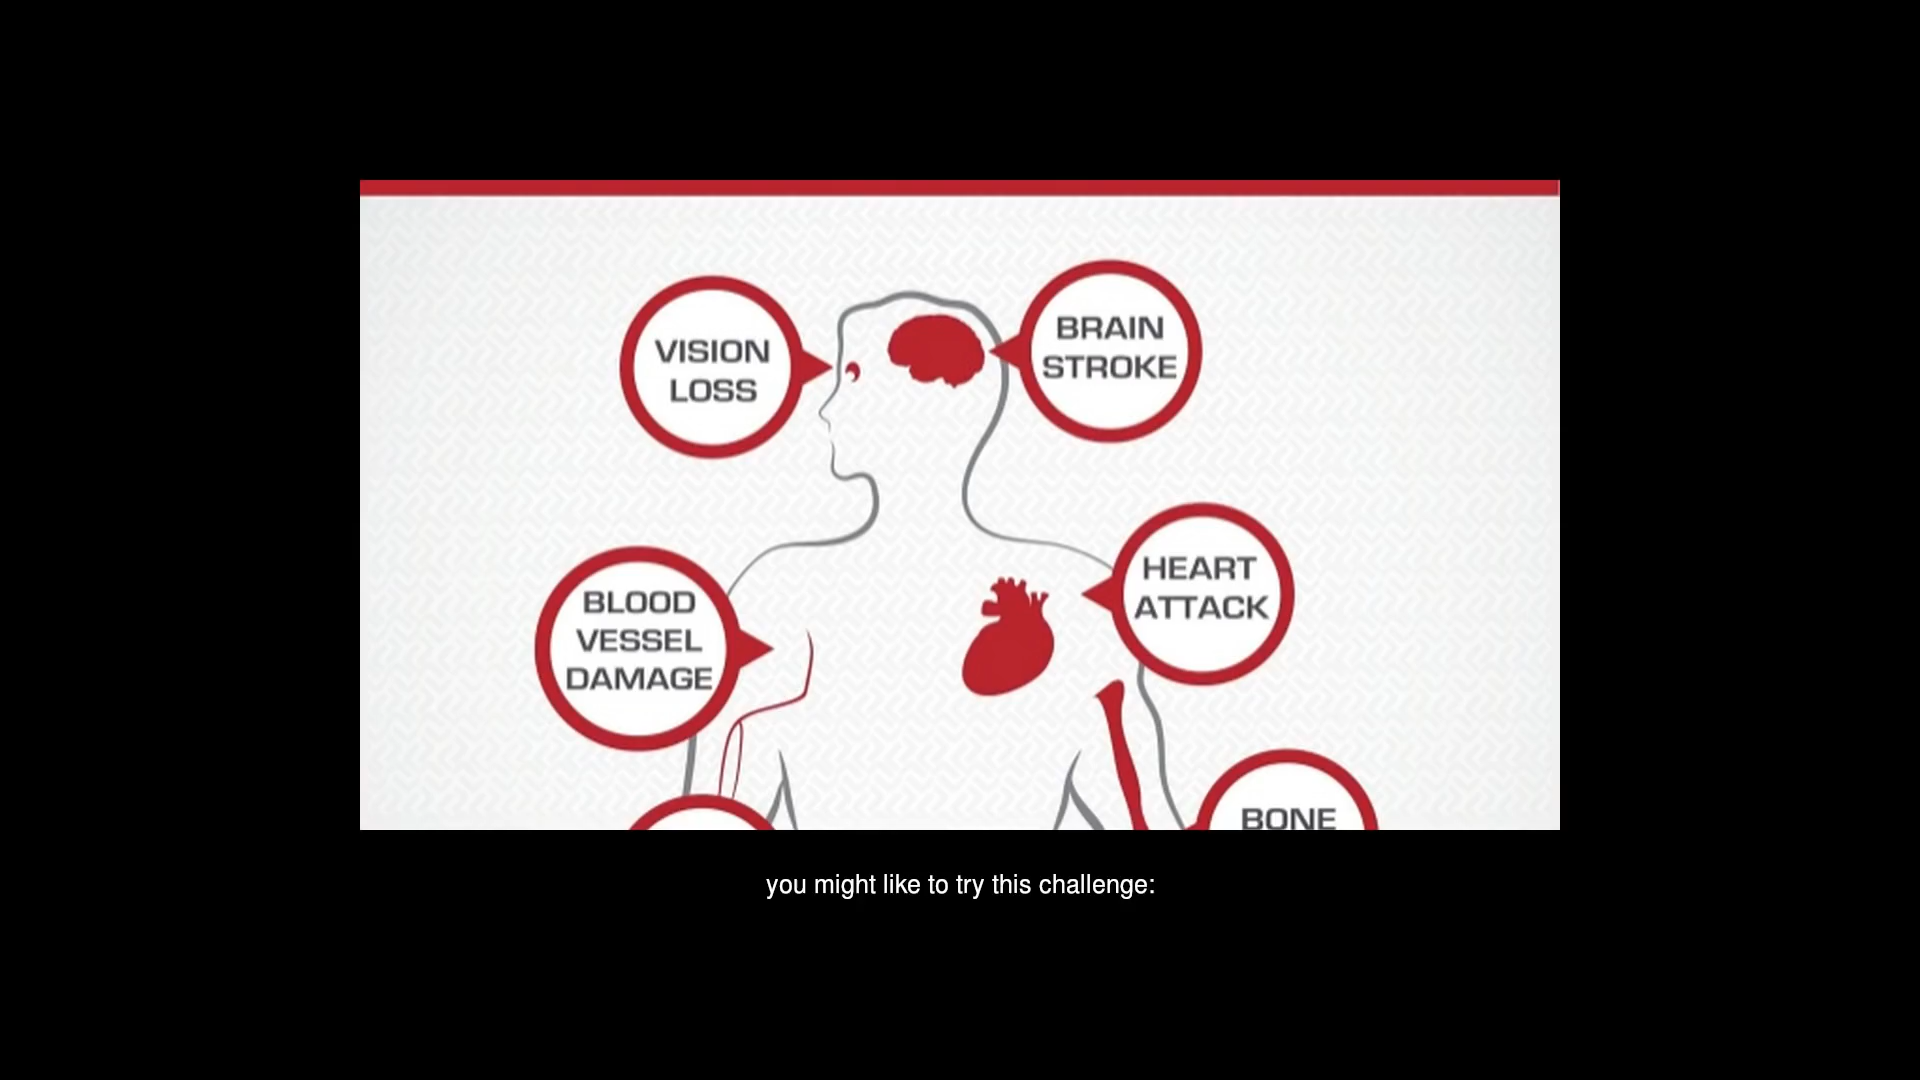 VISION
LOSS
BRAIN
STROKE
HEART
ATTACK
BLOOD
VESSEL
DAMAGE
BONE
you might like to try this challenge: